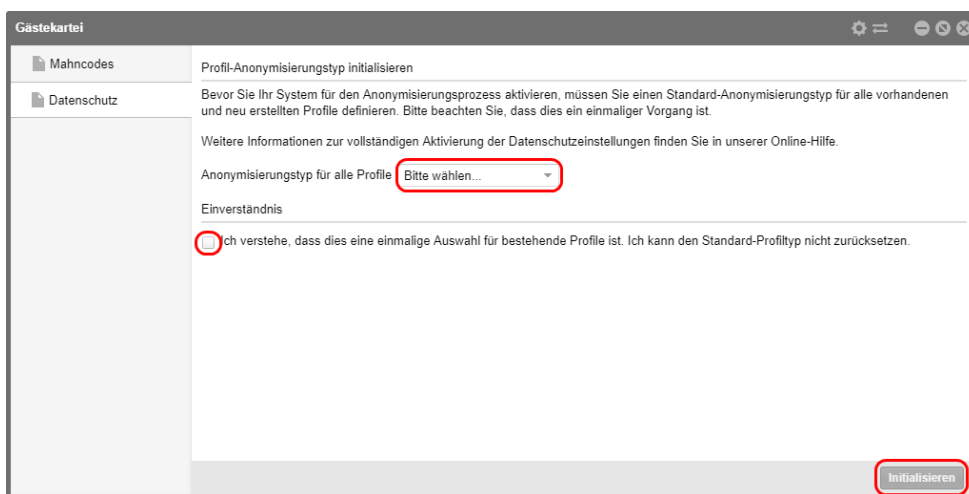 Gästekartei
Mahncodes
Datenschutz
Profil-Anonymisierungstyp initialisieren
Bevor Sie Ihr System für den Anonymisierungsprozess aktivieren, müssen Sie einen Standard-Anonymisierungstyp für alle vorhandenen
und neu erstellten Profile definieren. Bitte beachten Sie, dass dies ein einmaliger Vorgang ist.
Weitere Informationen zur vollständigen Aktivierung der Datenschutzeinstellungen finden Sie in unserer Online-Hilfe.
Anonymisierungstyp für alle Profile Bitte wählen...
Einverständnis
Ich verstehe, dass dies eine einmalige Auswahl für bestehende Profile ist. Ich kann den Standard-Profiltyp nicht zurücksetzen.
Initialisieren